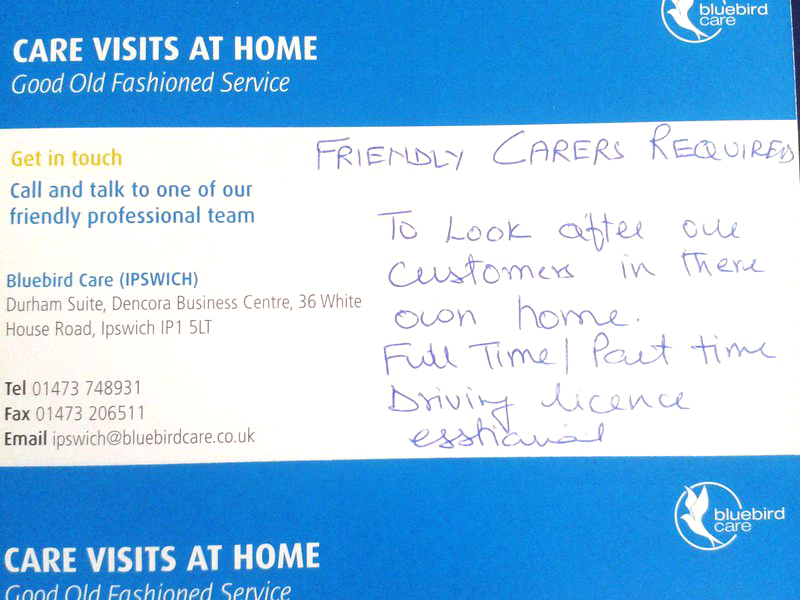 bluebird
care
CARE VISITS AT HOME
Good Old Fashioned Service
Get in touch
Call and talk to one of our
friendly professional team
Bluebird Care (IPSWICH)
Durham Suite, Dencora Business Centre, 36 White
House Road, Ipswich IP1 5LT
Tel 01473 748931
Fax 01473 206511
Email ipswich@bluebirdcare.co.uk
FRIENDLY CARERS REQUIRED
To Look after our
customers in there
own home.
Full Time/ Part time
Driving licence
bluebird
care
CARE VISITS AT HOME
Good Old Fashioned Service